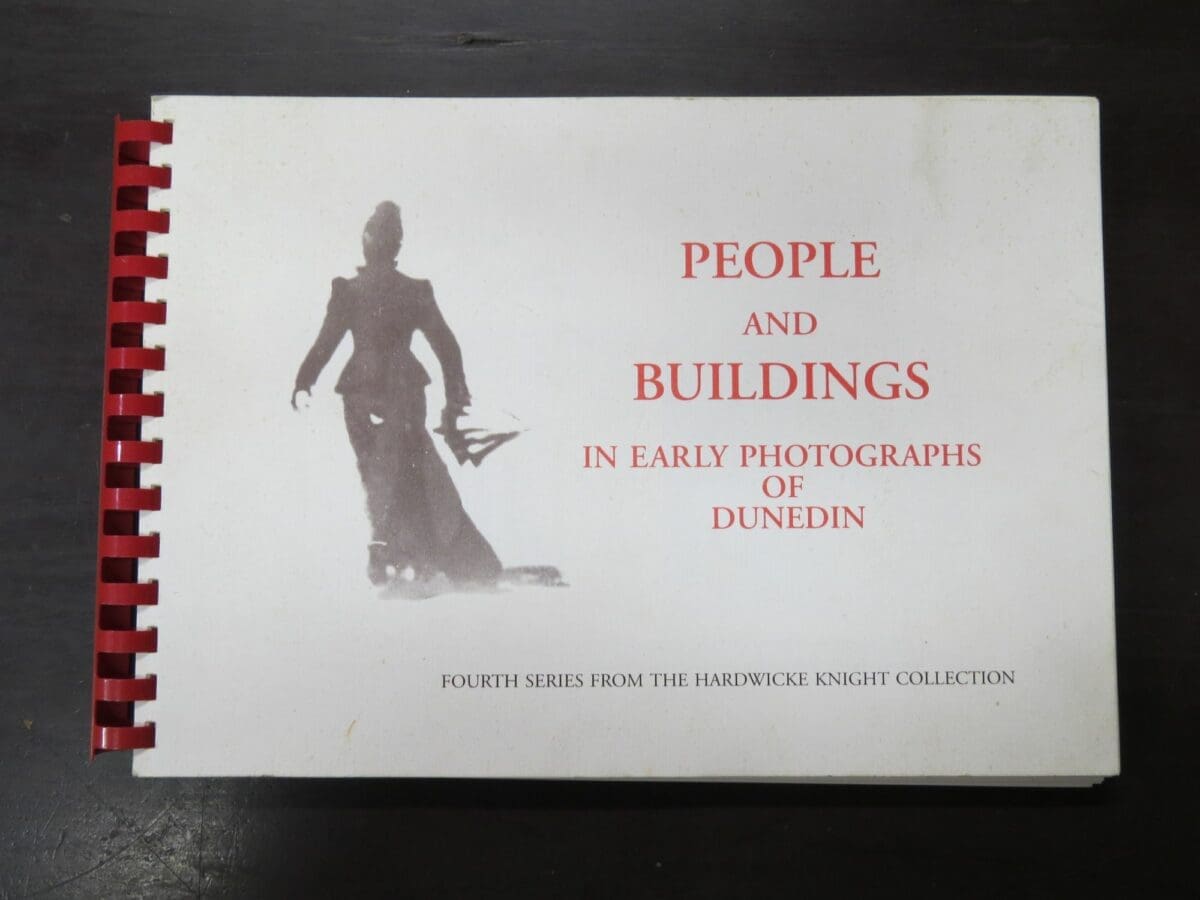 PEOPLE
AND
BUILDINGS
IN EARLY PHOTOGRAPHS
OF
DUNEDIN
FOURTH SERIES FROM THE HARDWICKE KNIGHT COLLECTION